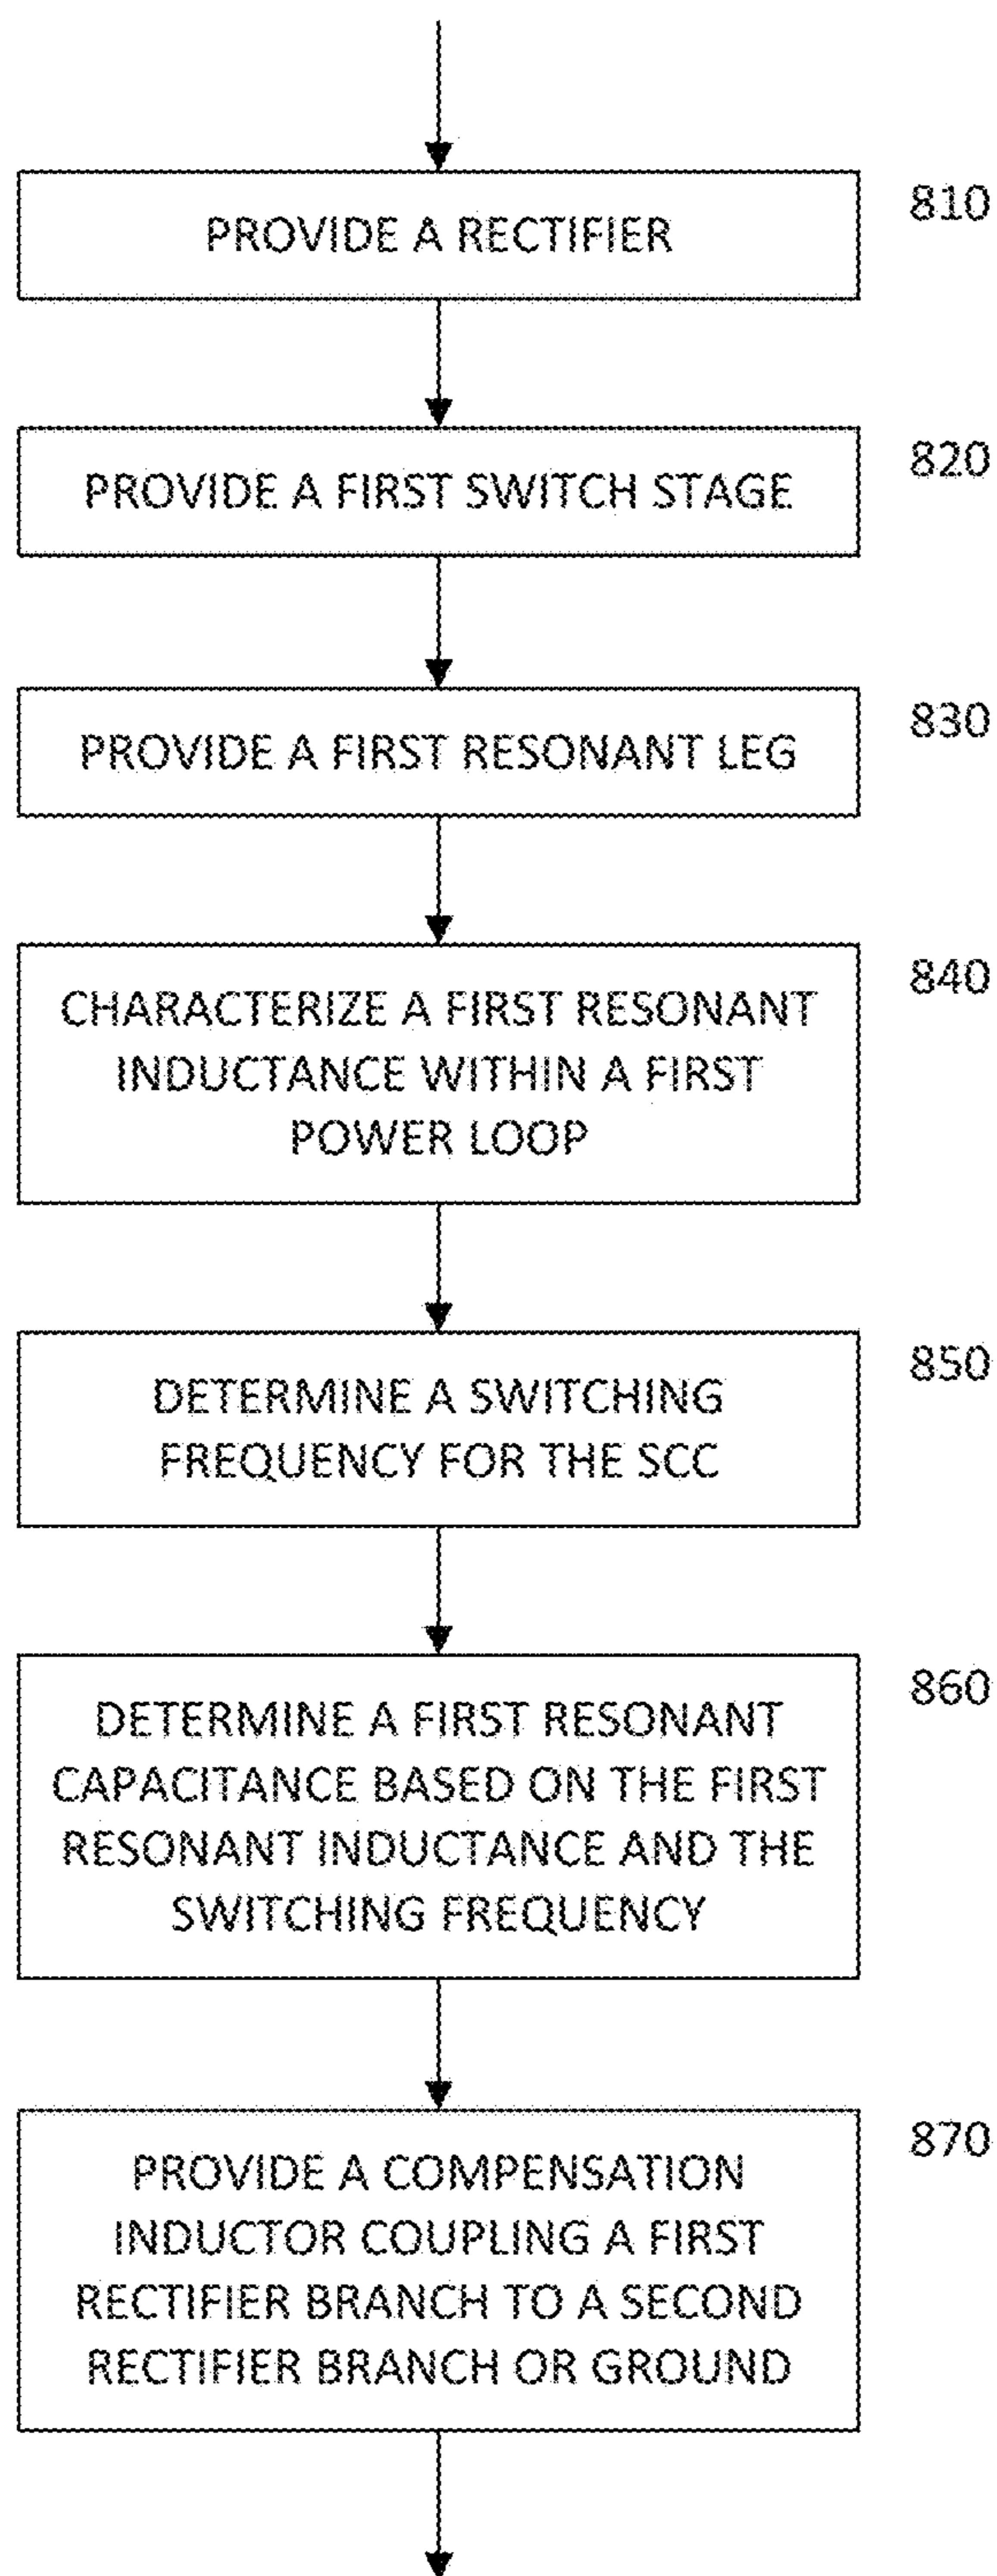 PROVIDE A RECTIFIER
810
PROVIDE A FIRST SWITCH STAGE
820
PROVIDE A FIRST RESONANT LEG
830
CHARACTERIZE A FIRST RESONANT
INDUCTANCE WITHIN A FIRST
POWER LOOP
840
DETERMINE A SWITCHING
FREQUENCY FOR THE SCC
850
DETERMINE A FIRST RESONANT
CAPACITANCE BASED ON THE FIRST
RESONANT INDUCTANCE AND THE
SWITCHING FREQUENCY
860
PROVIDE A COMPENSATION
INDUCTOR COUPLING A FIRST
RECTIFIER BRANCH TO A SECOND
RECTIFIER BRANCH OR GROUND
870